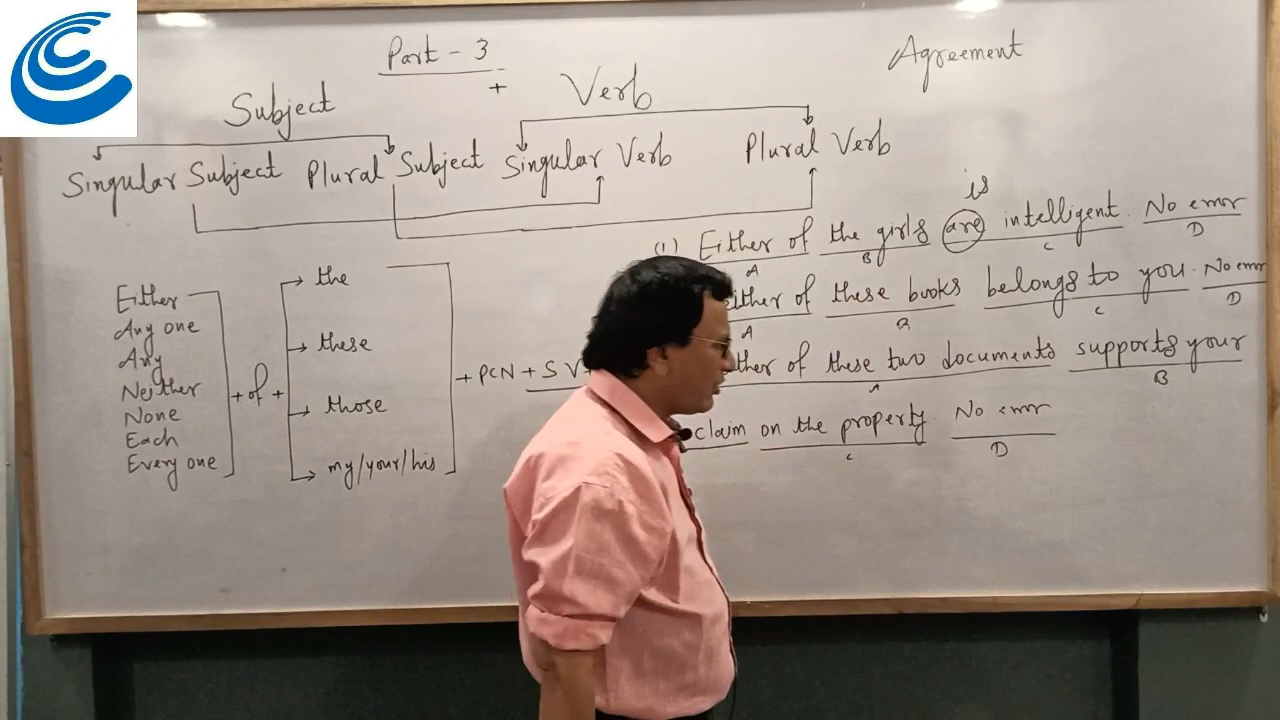 Part - 3
Agreement
Subject + Verb
Singular Subject Plural Subject Singular Verb Plural Verb
Either
Any one
Any
Neither
None
Each
Every one
+ of +
the
these
those
my/your/his
+ PCN + S V +
is
(1) Either of the girls are intelligent. No error
A B C D
either of these books belongs to you. No error
A B C D
ther of these two documents supports your
A B
claim on the property. No error
C D